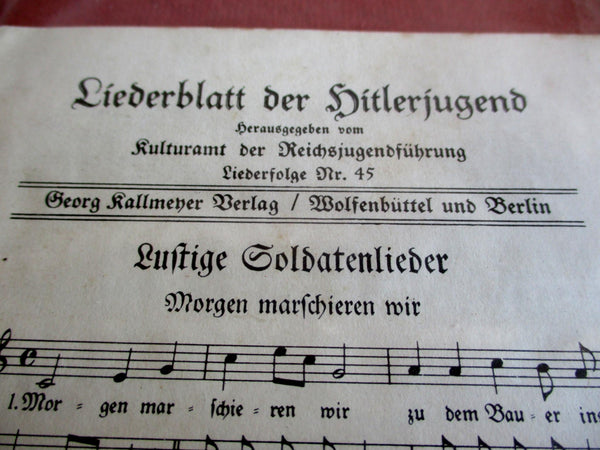 Liederblatt der Hitlerjugend
Herausgegeben vom
Kulturamt der Reichsjugendführung
Liederfolge Nr. 45
Georg Kallmeyer Verlag / Wolfenbüttel und Berlin
Luſtige Soldatenlieder
Morgen marſchieren wir
1. Mor - gen mar - ſchie - ren wir zu dem Bau - er ins